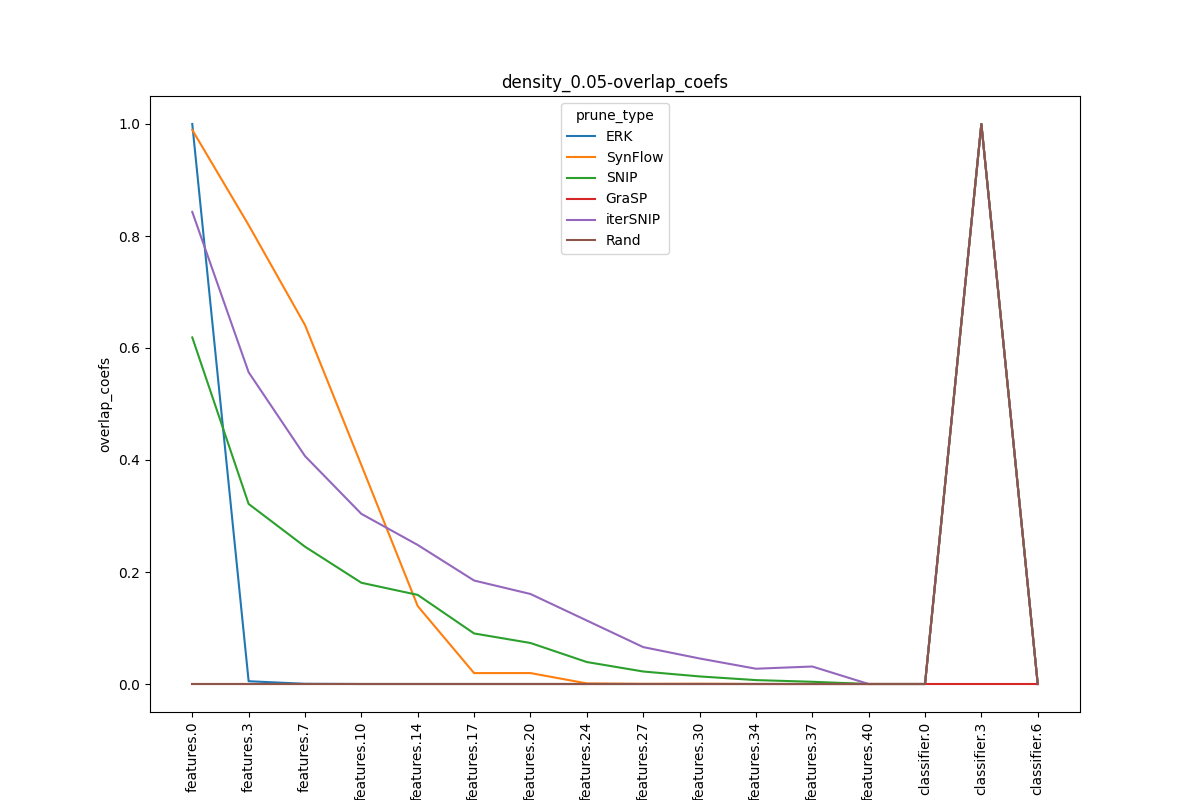 density_0.05-overlap_coefs
prune_type
ERK
SynFlow
SNIP
GraSP
iterSNIP
Rand
overlap_coefs
1.0
0.8
0.6
0.4
0.2
0.0
features.0
features.3
features.7
features.10
features.14
features.17
features.20
features.24
features.27
features.30
features.34
features.37
features.40
classifier.0
classifier.3
classifier.6